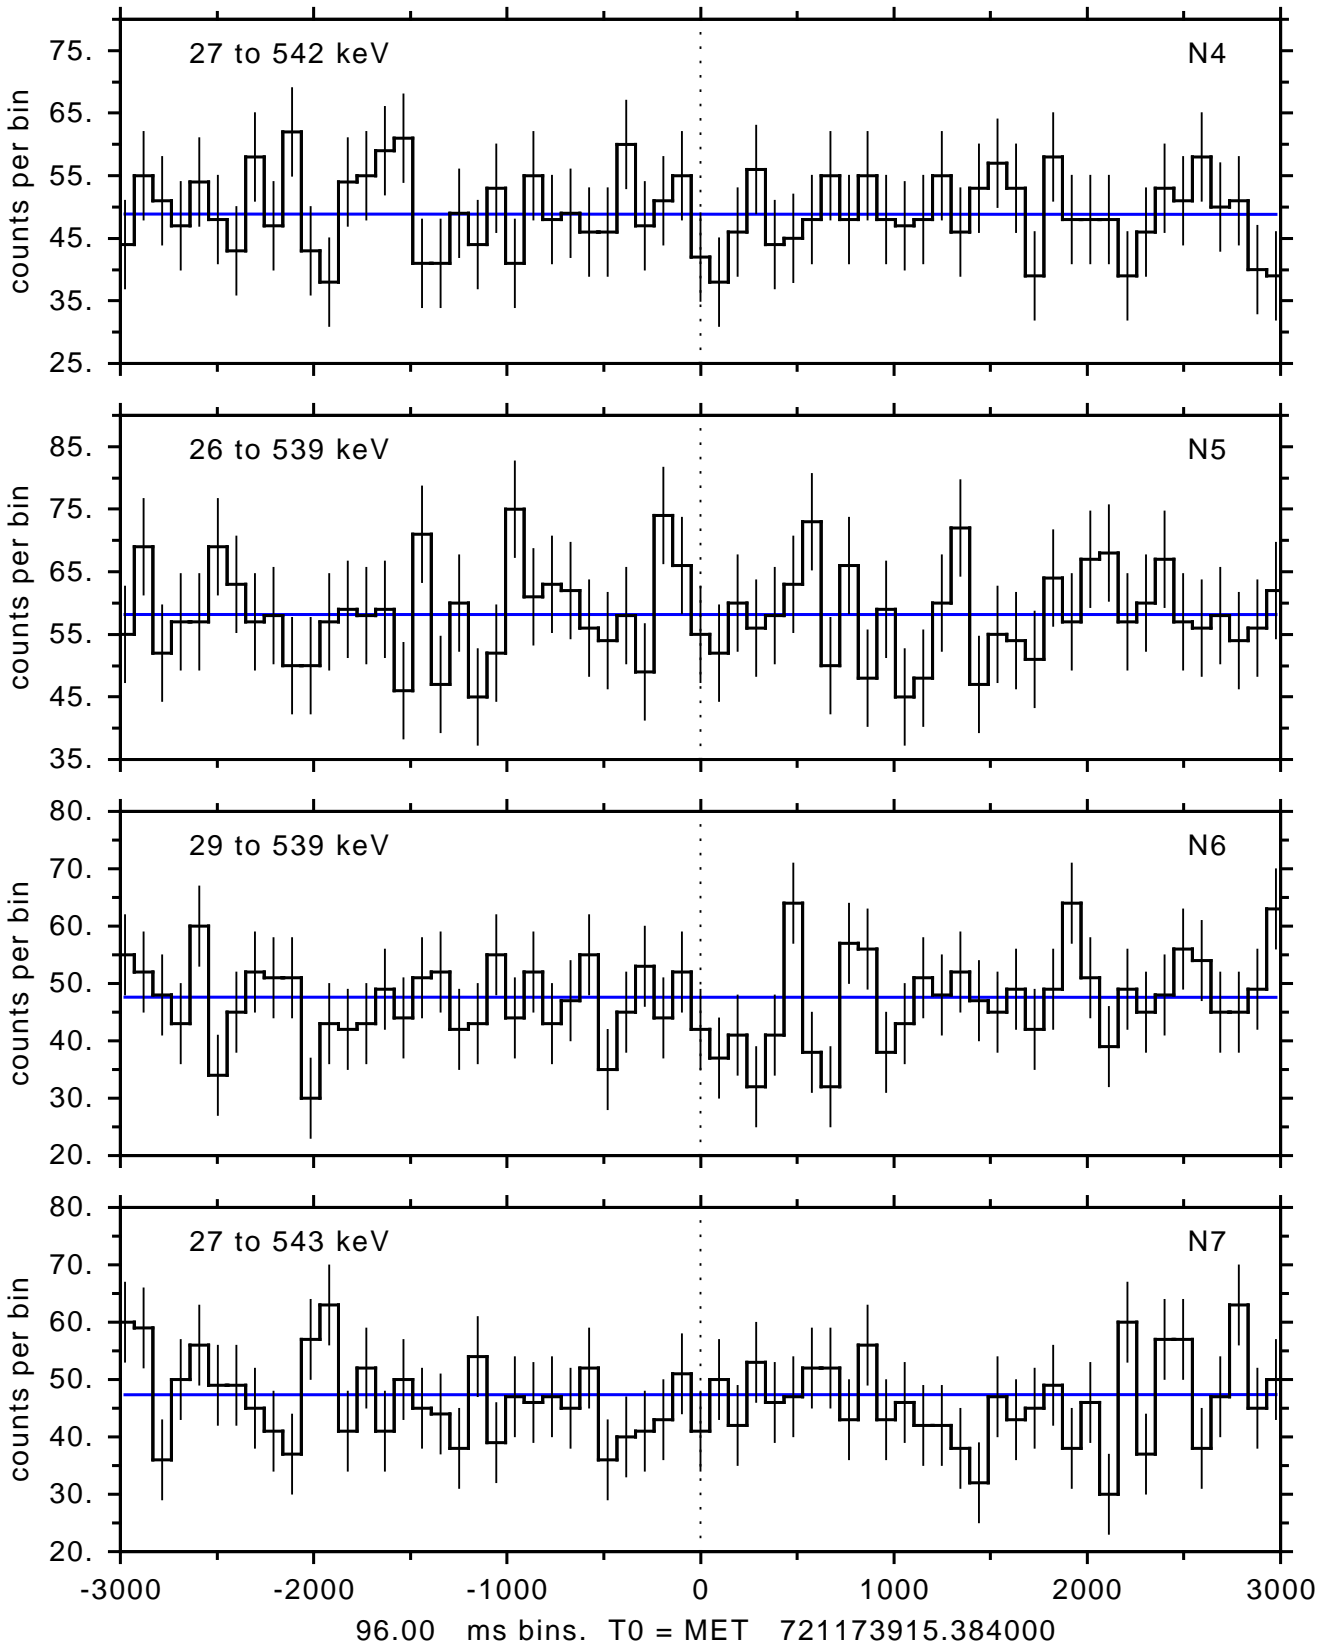 27 to 542 keV N4
counts per bin
75.
65.
55.
45.
35.
25.
26 to 539 keV N5
counts per bin
85.
75.
65.
55.
45.
35.
29 to 539 keV N6
counts per bin
80.
70.
60.
50.
40.
30.
20.
27 to 543 keV N7
counts per bin
80.
70.
60.
50.
40.
30.
20.
-3000 -2000 -1000 0 1000 2000 3000
96.00 ms bins. T0 = MET 721173915.384000